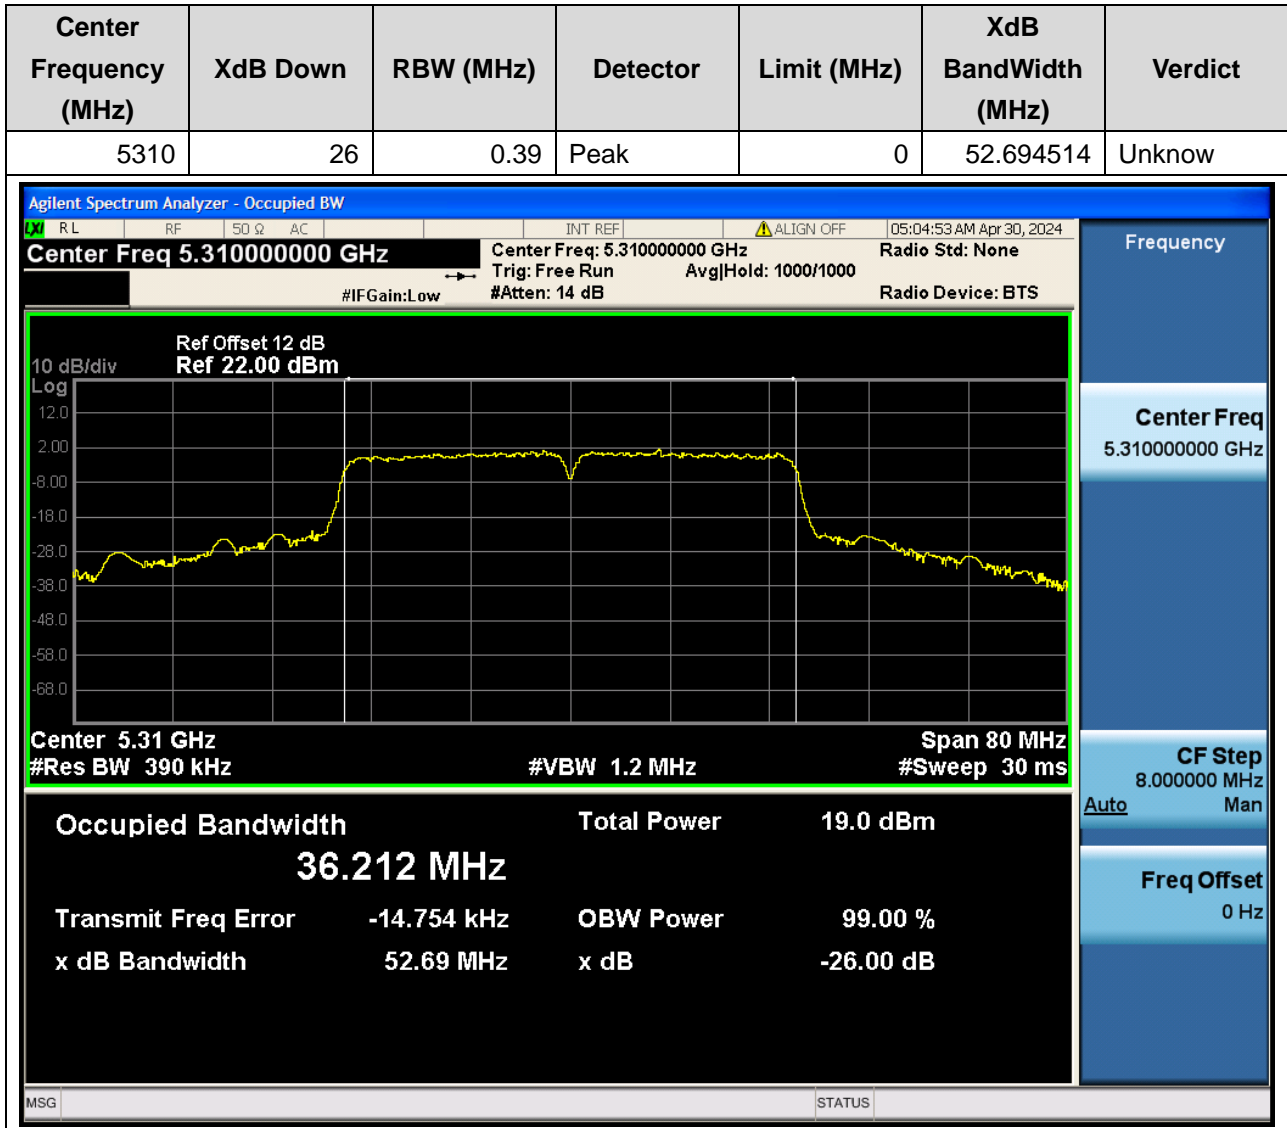 Center Frequency (MHz) XdB Down RBW (MHz) Detector Limit (MHz) XdB BandWidth (MHz) Verdict
5310 26 0.39 Peak 0 52.694514 Unknow
Agilent Spectrum Analyzer - Occupied BW
LXI RL RF 50 Ω AC INT REF ALIGN OFF 05:04:53 AM Apr 30, 2024
Center Freq 5.310000000 GHz
Center Freq: 5.310000000 GHz Radio Std: None
Trig: Free Run Avg|Hold: 1000/1000
#IFGain:Low #Atten: 14 dB Radio Device: BTS
Ref Offset 12 dB
10 dB/div Ref 22.00 dBm
Log
12.0
2.00
-8.00
-18.0
-28.0
-38.0
-48.0
-58.0
-68.0
Center 5.31 GHz Span 80 MHz
#Res BW 390 kHz #VBW 1.2 MHz #Sweep 30 ms
Occupied Bandwidth Total Power 19.0 dBm
36.212 MHz
Transmit Freq Error -14.754 kHz OBW Power 99.00 %
x dB Bandwidth 52.69 MHz x dB -26.00 dB
Frequency
Center Freq
5.310000000 GHz
CF Step
8.000000 MHz
Auto Man
Freq Offset
0 Hz
MSG STATUS